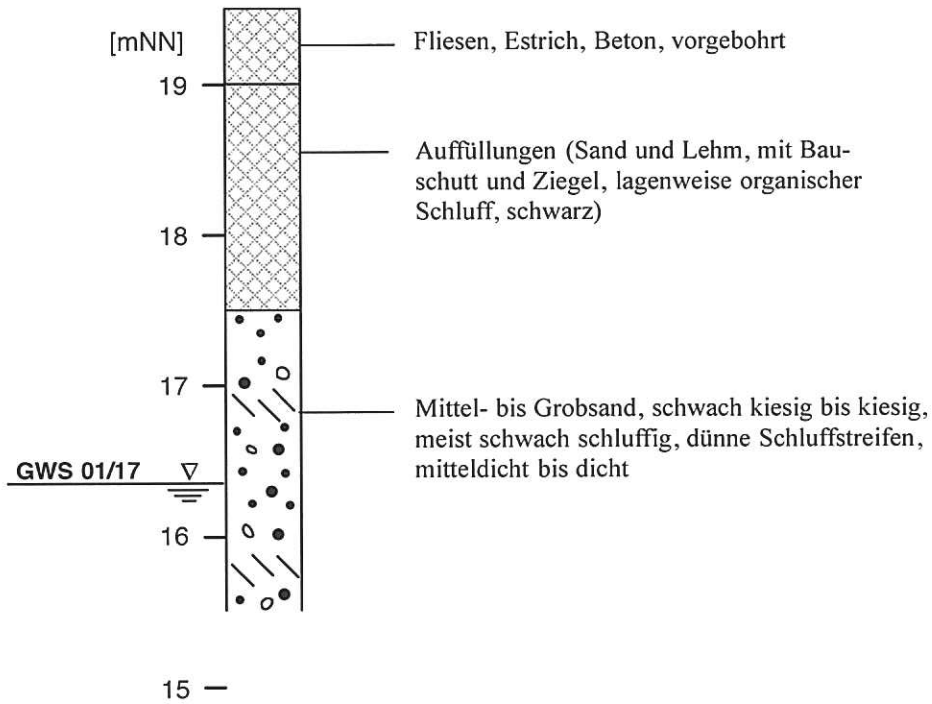 [mNN]
Fliesen, Estrich, Beton, vorgebohrt
19
Auffüllungen (Sand und Lehm, mit Bau-
schutt und Ziegel, lagenweise organischer
Schluff, schwarz)
18
17
Mittel- bis Grobsand, schwach kiesig bis kiesig,
meist schwach schluffig, dünne Schluffstreifen,
mitteldicht bis dicht
GWS 01/17
16
15